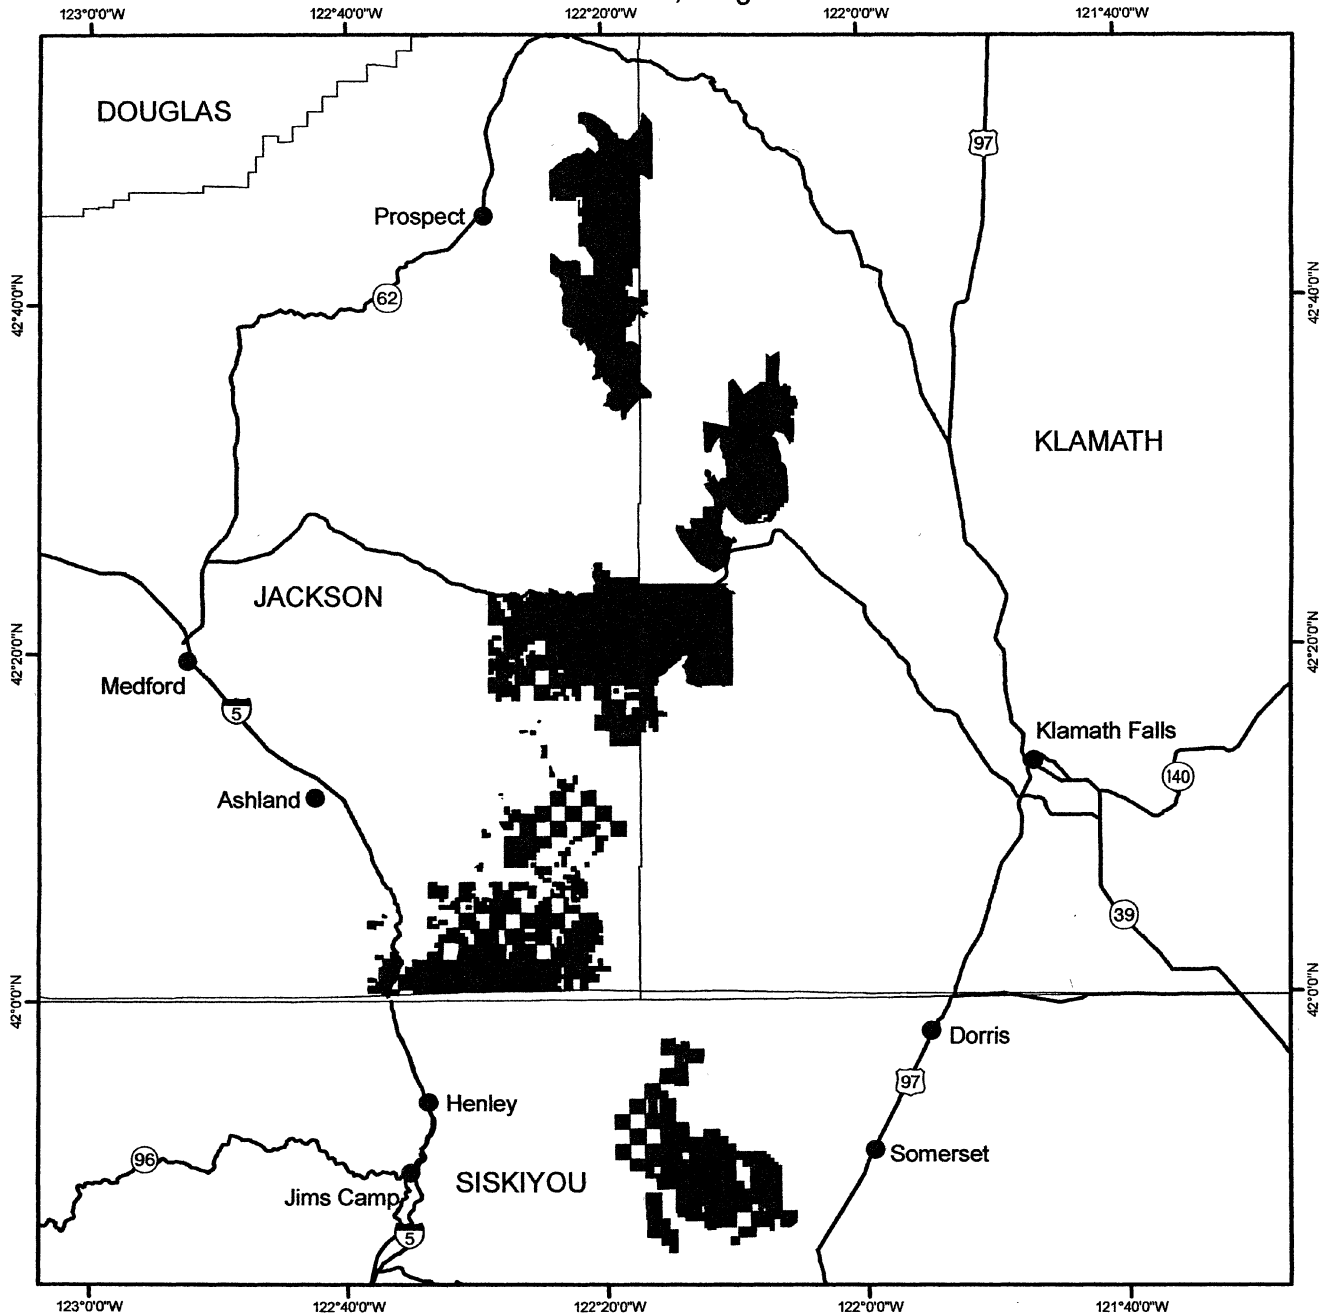 123°0'0"W 122°40'0"W 122°20'0"W 122°0'0"W 121°40'0"W
DOUGLAS
97
Prospect
62
42°40'0"N 42°40'0"N
KLAMATH
JACKSON
42°20'0"N 42°20'0"N
Medford
5
Klamath Falls
140
Ashland
39
42°0'0"N 42°0'0"N
Dorris
97
Henley
96
Somerset
SISKIYOU
Jims Camp
5
123°0'0"W 122°40'0"W 122°20'0"W 122°0'0"W 121°40'0"W